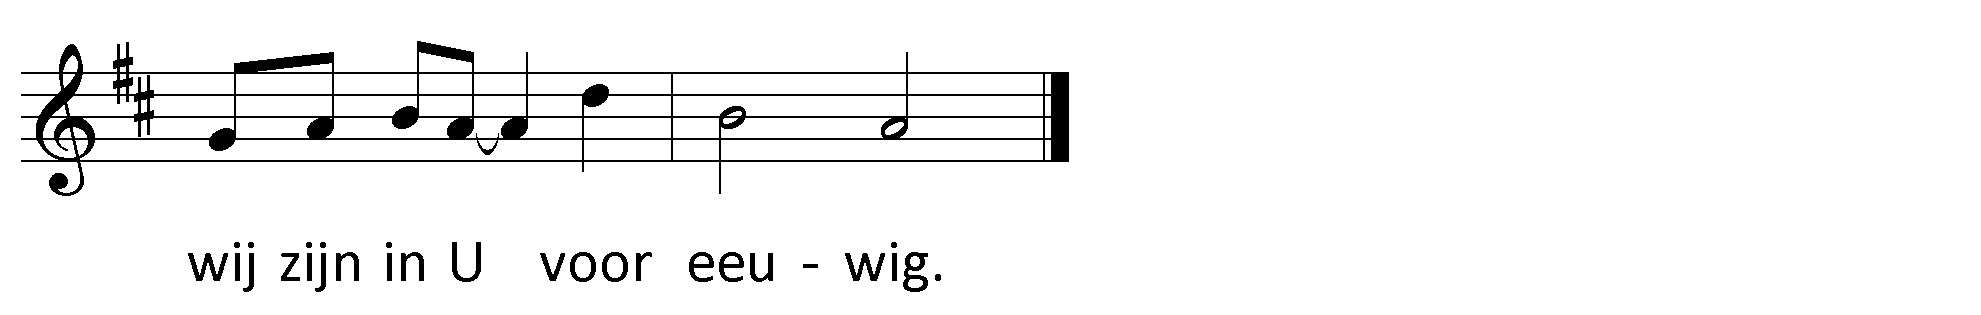 wij zijn in U voor eeu - wig.